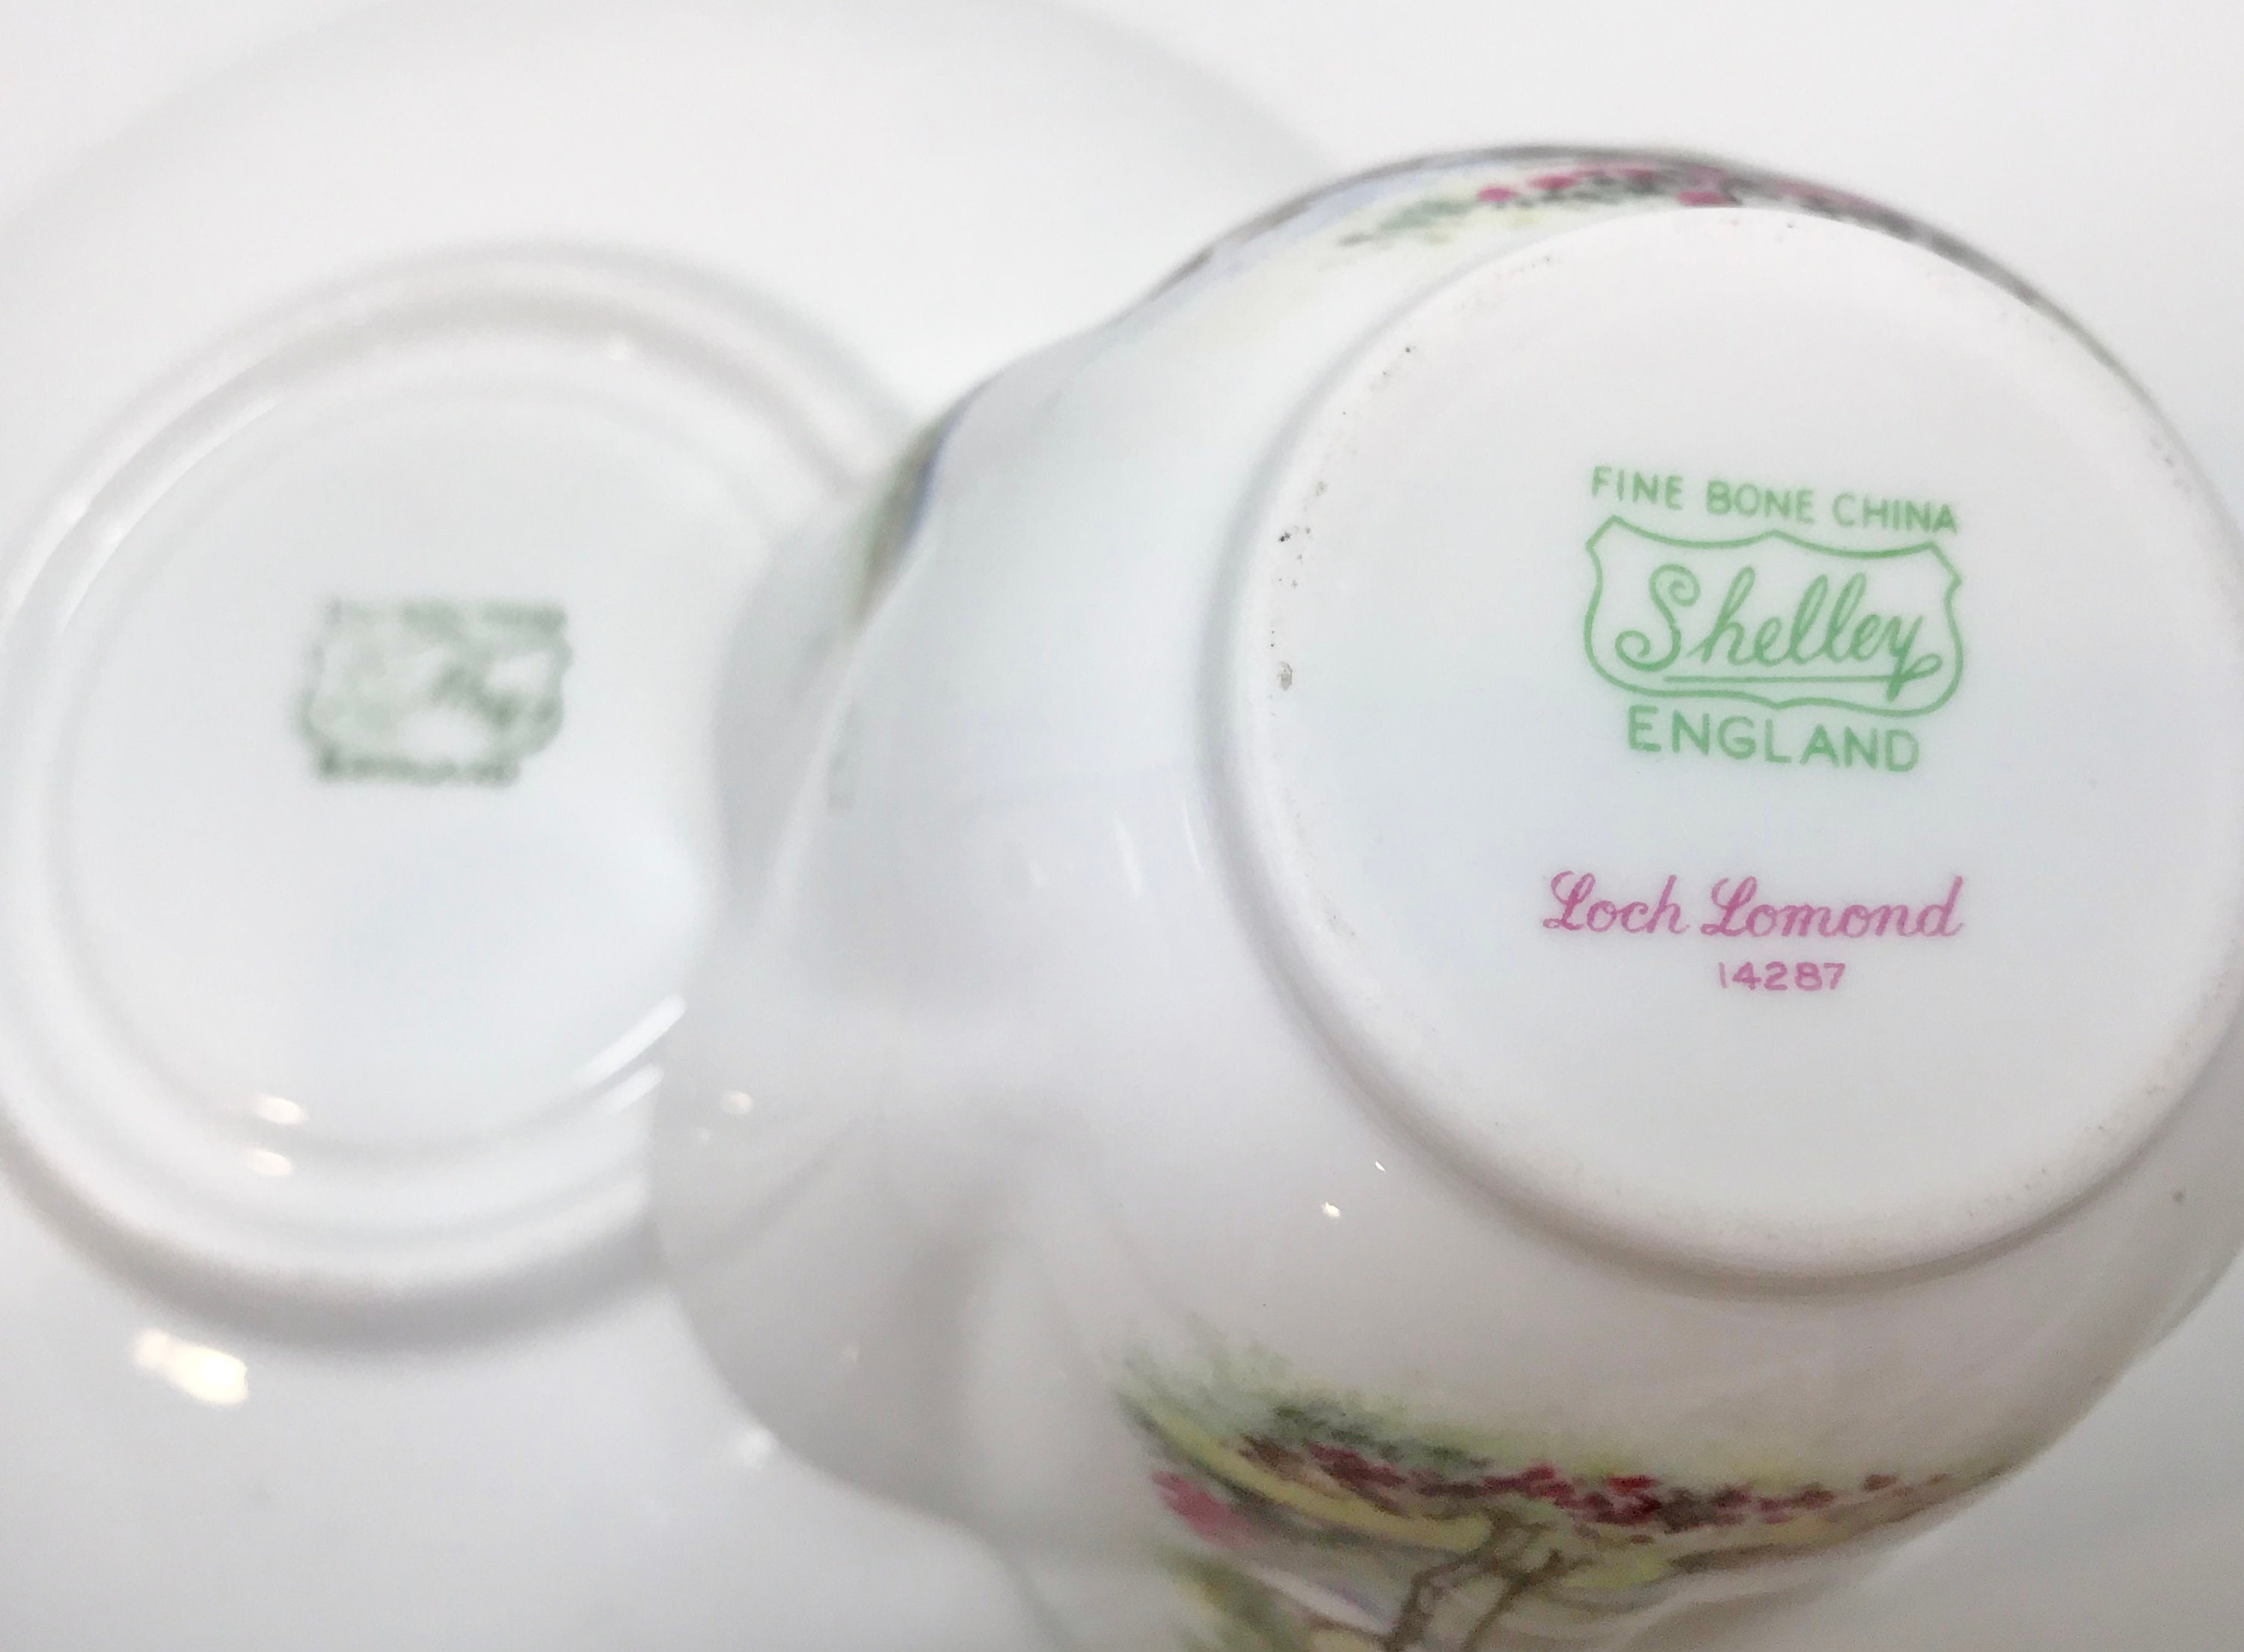 FINE BONE CHINA
Shelley
ENGLAND
Loch Lomond
14287